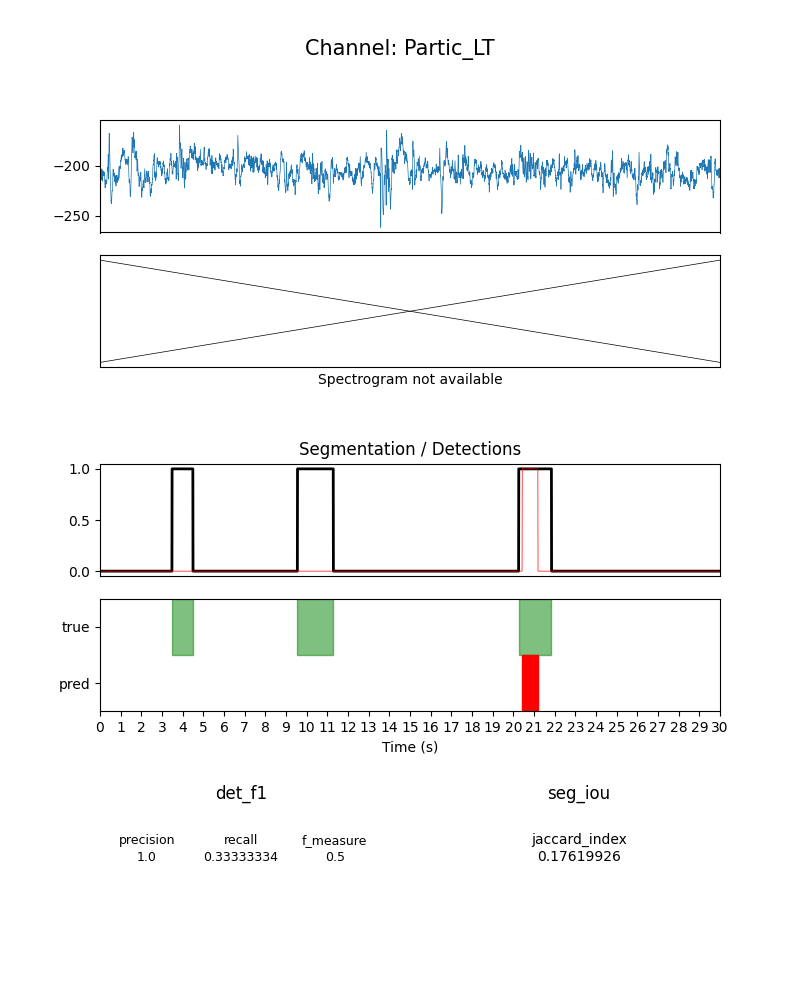 Channel: Partic_LT
−200
−250
Spectrogram not available
Segmentation / Detections
1.0
0.5
0.0
true
pred
0 1 2 3 4 5 6 7 8 9 10 11 12 13 14 15 16 17 18 19 20 21 22 23 24 25 26 27 28 29 30
Time (s)
det_f1 seg_iou
precision recall f_measure jaccard_index
1.0 0.33333334 0.5 0.17619926